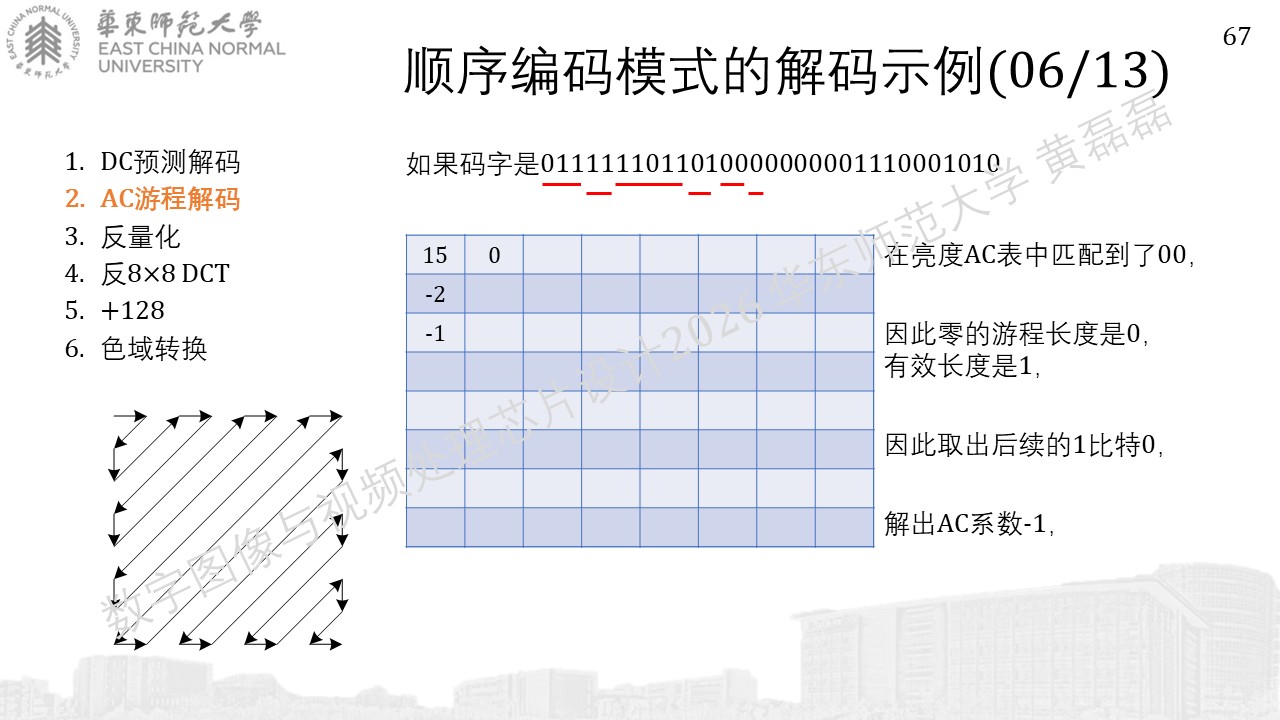 華東師範大學
EAST CHINA NORMAL
UNIVERSITY
67
顺序编码模式的解码示例(06/13)
1. DC预测解码
2. AC游程解码
3. 反量化
4. 反8×8 DCT
5. +128
6. 色域转换
如果码字是0111111011010000000001110001010
15 0
-2
-1
在亮度AC表中匹配到了00，
因此零的游程长度是0，
有效长度是1，
因此取出后续的1比特0，
解出AC系数-1，
数字图像与视频处理芯片设计2026 华东师范大学 黄磊磊